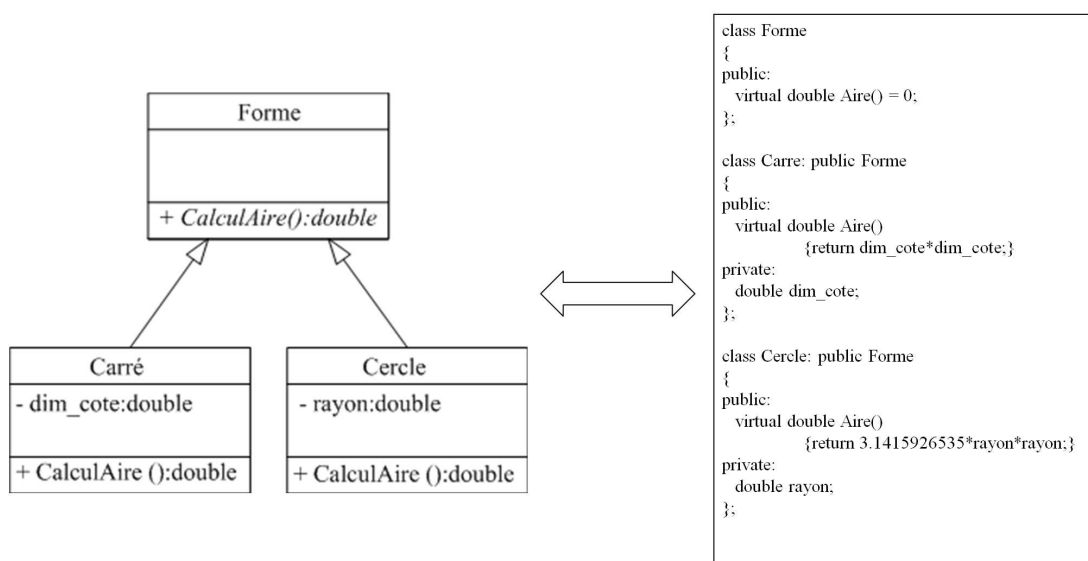 Forme
+ CalculAire():double
Carré
- dim_cote:double
+ CalculAire ():double
Cercle
- rayon:double
+ CalculAire ():double
class Forme
{
public:
virtual double Aire() = 0;
};
class Carre: public Forme
{
public:
virtual double Aire()
{return dim_cote*dim_cote;}
private:
double dim_cote;
};
class Cercle: public Forme
{
public:
virtual double Aire()
{return 3.1415926535*rayon*rayon;}
private:
double rayon;
};